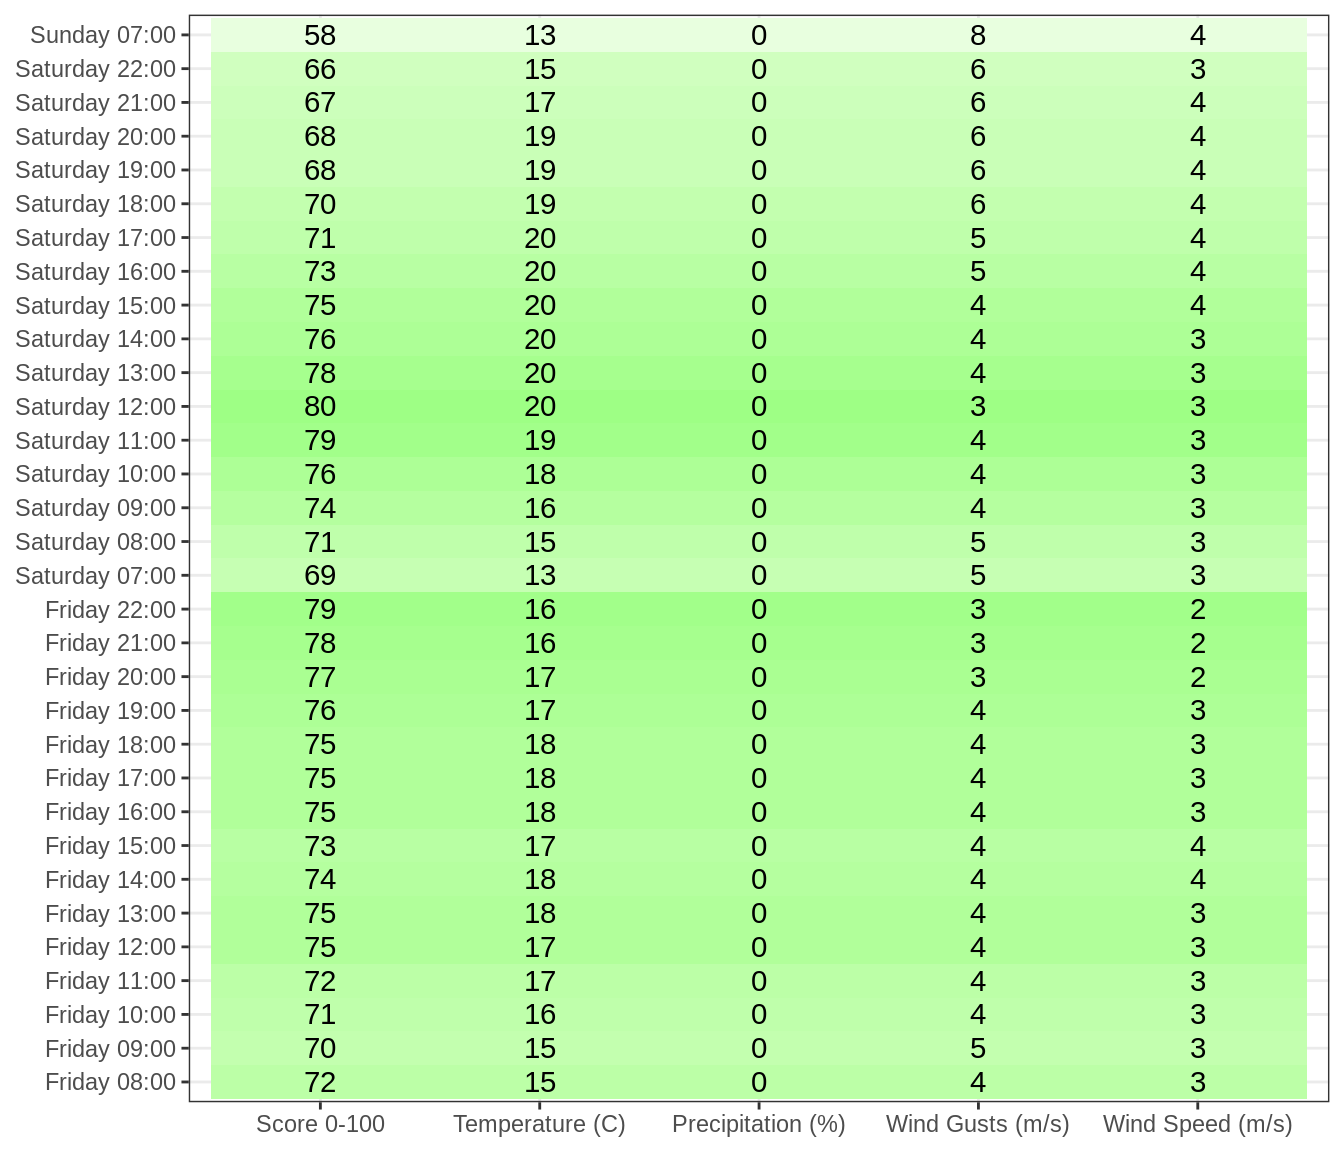 Sunday 07:00 58 13 0 8 4
Saturday 22:00 66 15 0 6 3
Saturday 21:00 67 17 0 6 4
Saturday 20:00 68 19 0 6 4
Saturday 19:00 68 19 0 6 4
Saturday 18:00 70 19 0 6 4
Saturday 17:00 71 20 0 5 4
Saturday 16:00 73 20 0 5 4
Saturday 15:00 75 20 0 4 4
Saturday 14:00 76 20 0 4 3
Saturday 13:00 78 20 0 4 3
Saturday 12:00 80 20 0 3 3
Saturday 11:00 79 19 0 4 3
Saturday 10:00 76 18 0 4 3
Saturday 09:00 74 16 0 4 3
Saturday 08:00 71 15 0 5 3
Saturday 07:00 69 13 0 5 3
Friday 22:00 79 16 0 3 2
Friday 21:00 78 16 0 3 2
Friday 20:00 77 17 0 3 2
Friday 19:00 76 17 0 4 3
Friday 18:00 75 18 0 4 3
Friday 17:00 75 18 0 4 3
Friday 16:00 75 18 0 4 3
Friday 15:00 73 17 0 4 4
Friday 14:00 74 18 0 4 4
Friday 13:00 75 18 0 4 3
Friday 12:00 75 17 0 4 3
Friday 11:00 72 17 0 4 3
Friday 10:00 71 16 0 4 3
Friday 09:00 70 15 0 5 3
Friday 08:00 72 15 0 4 3
Score 0-100 Temperature (C) Precipitation (%) Wind Gusts (m/s) Wind Speed (m/s)